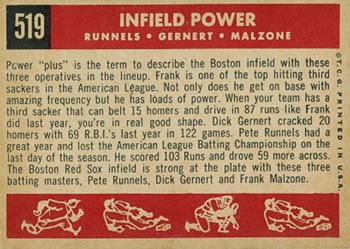 519
INFIELD POWER
RUNNELS • GERNERT • MALZONE
Power "plus" is the term to describe the Boston infield with these
three operatives in the lineup. Frank is one of the top hitting third
sackers in the American League. Not only does he get on base with
amazing frequency but he has loads of power. When your team has a
third sacker that can belt 15 homers and drive in 87 runs like Frank
did last year, you're in real good shape. Dick Gernert cracked 20
homers with 69 R.B.I.'s last year in 122 games. Pete Runnels had a
great year and lost the American League Batting Championship on the
last day of the season. He scored 103 Runs and drove 59 more across.
The Boston Red Sox infield is strong at the plate with these three
batting masters, Pete Runnels, Dick Gernert and Frank Malzone.
© T.C.G. PRINTED IN U.S.A.